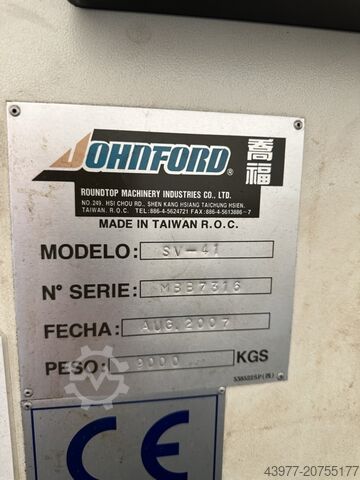 JOHNFORD® 喬福
ROUNDTOP MACHINERY INDUSTRIES CO., LTD.
NO. 249, HSI CHOU RD., SHEN KANG HSIANG TAICHUNG HSIEN,
TAIWAN. R.O.C. TEL:886-4-5624721 FAX:886-4-5613886~7
MADE IN TAIWAN R.O.C.
MODELO: SV-41
N° SERIE: MBB7316
FECHA: AUG.2007
PESO: 9000 KGS
CE
43977-20755177